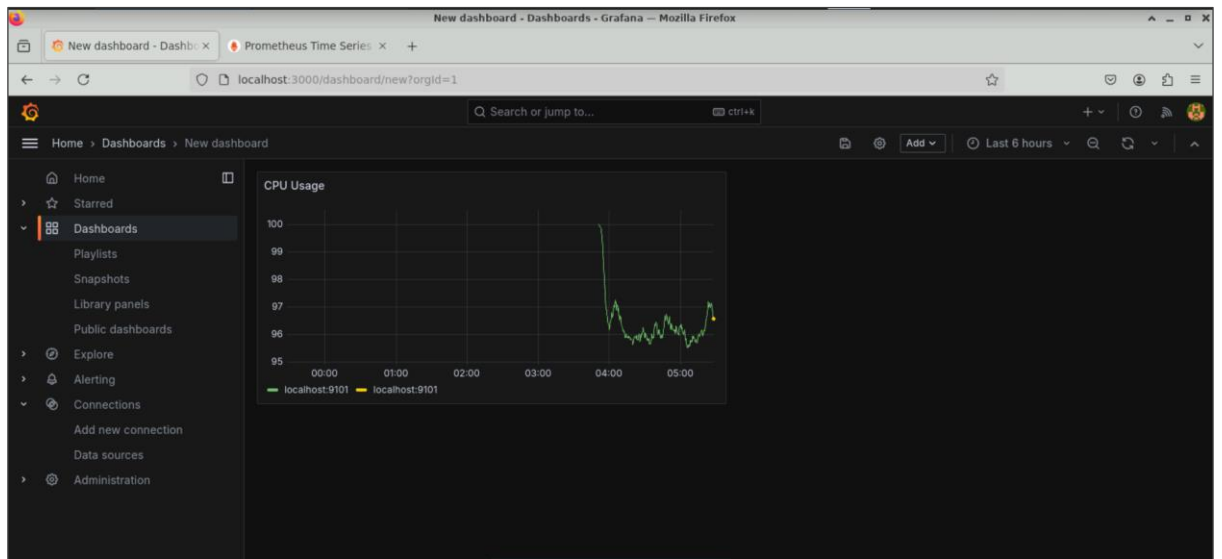 New dashboard - Dashboards - Grafana — Mozilla Firefox
New dashboard - Dashbo × Prometheus Time Series × +
localhost:3000/dashboard/new?orgId=1
Search or jump to... ctrl+k
Home › Dashboards › New dashboard Add Last 6 hours
Home
Starred
Dashboards
Playlists
Snapshots
Library panels
Public dashboards
Explore
Alerting
Connections
Add new connection
Data sources
Administration
CPU Usage
100
99
98
97
96
95
00:00 01:00 02:00 03:00 04:00 05:00
localhost:9101 localhost:9101